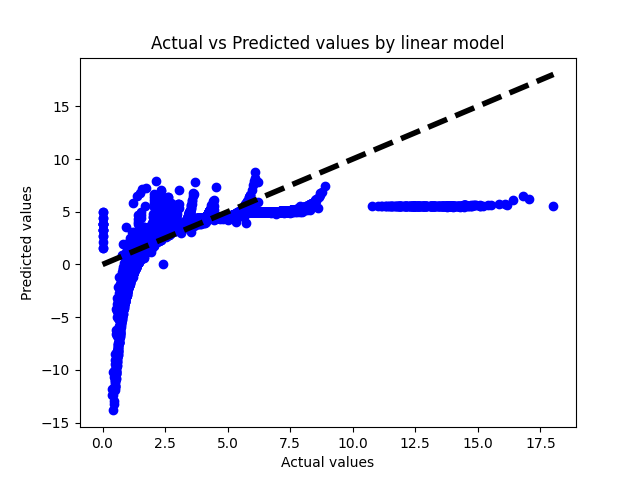 Actual vs Predicted values by linear model
15
10
5
0
−5
−10
−15
Predicted values
0.0 2.5 5.0 7.5 10.0 12.5 15.0 17.5
Actual values